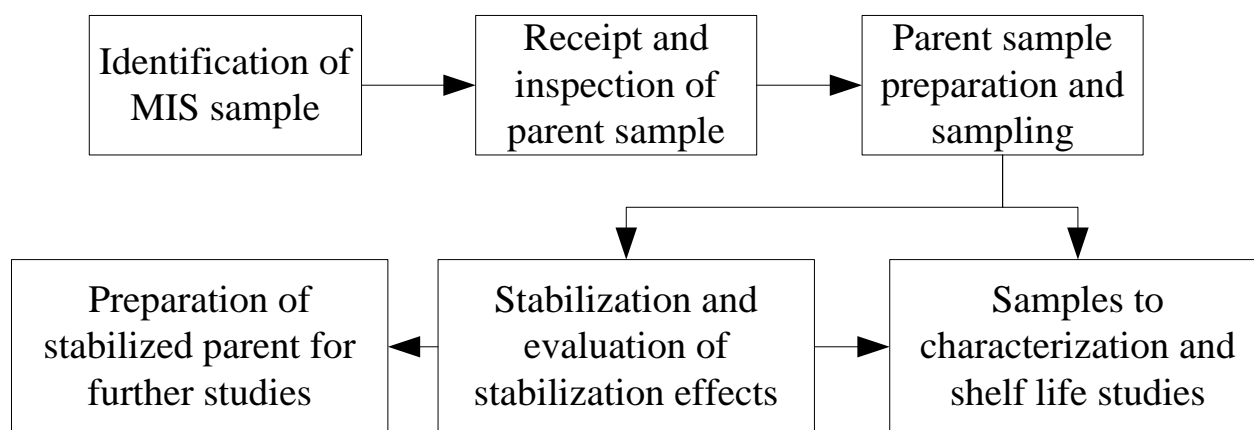 Identification of
MIS sample
Receipt and
inspection of
parent sample
Parent sample
preparation and
sampling
Preparation of
stabilized parent for
further studies
Stabilization and
evaluation of
stabilization effects
Samples to
characterization and
shelf life studies